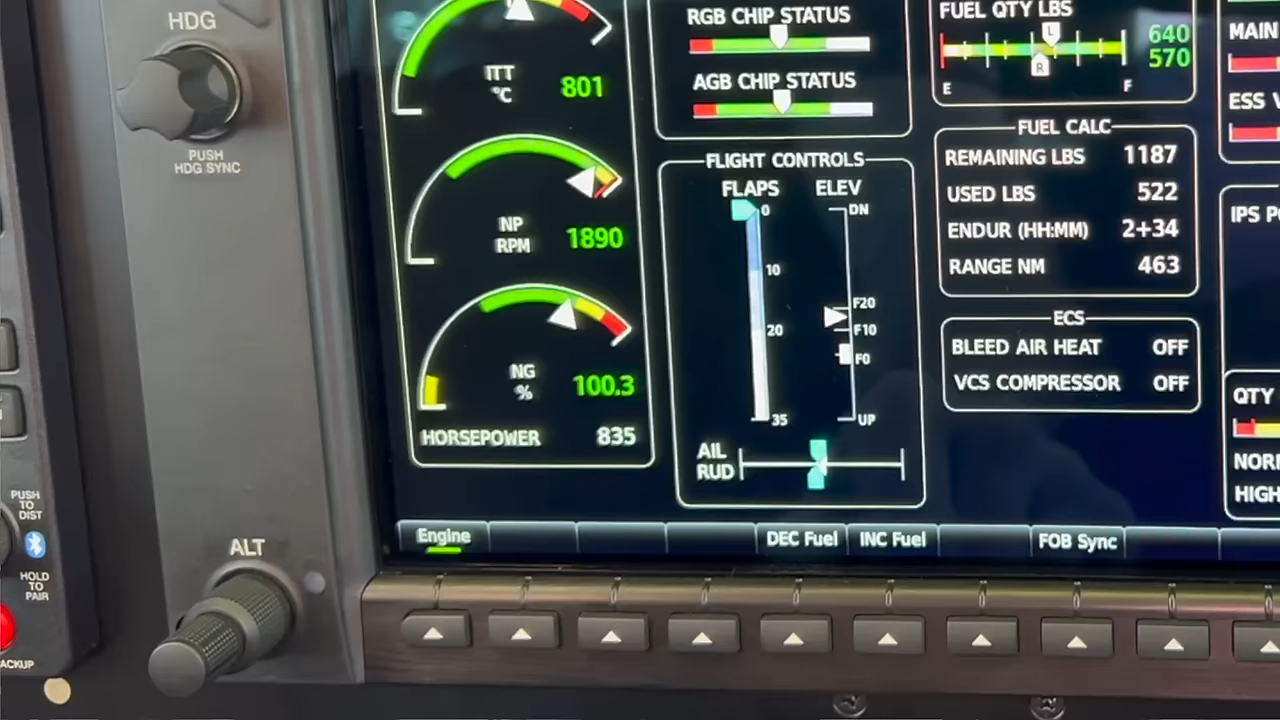 HDG
PUSH
HDG SYNC
PUSH
TO
DIST
HOLD
TO
PAIR
ALT
ITT
°C
801
NP
RPM
1890
NG
%
100.3
HORSEPOWER 835
RGB CHIP STATUS
AGB CHIP STATUS
FLIGHT CONTROLS
FLAPS ELEV
0
10
20
35
DN
F20
F10
F0
UP
AIL
RUD
FUEL QTY LBS
L
R
E F
640
570
FUEL CALC
REMAINING LBS 1187
USED LBS 522
ENDUR (HH:MM) 2+34
RANGE NM 463
ECS
BLEED AIR HEAT OFF
VCS COMPRESSOR OFF
MAIN
ESS
IPS
QTY
HIGH
Engine DEC Fuel INC Fuel FOB Sync